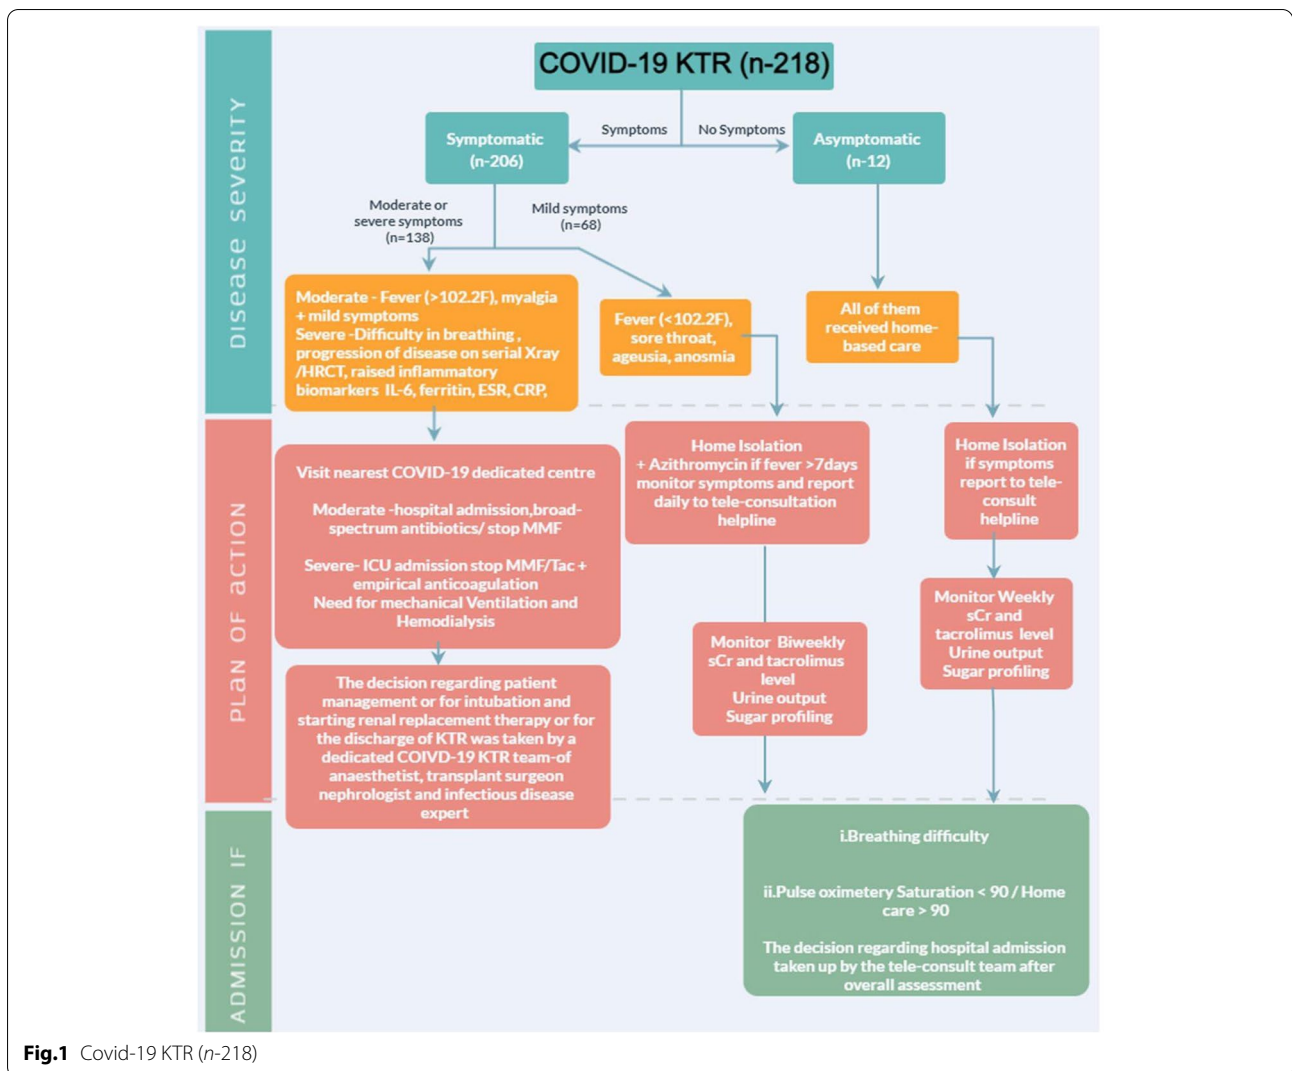 COVID-19 KTR (n-218)
Symptoms
No Symptoms
Symptomatic
(n-206)
Asymptomatic
(n-12)
Moderate or
severe symptoms
(n=138)
Mild symptoms
(n=68)
DISEASE SEVERITY
Moderate - Fever (>102.2F), myalgia
+ mild symptoms
Severe -Difficulty in breathing ,
progression of disease on serial Xray
/HRCT, raised inflammatory
biomarkers IL-6, ferritin, ESR, CRP,
Fever (<102.2F),
sore throat,
ageusia, anosmia
All of them
received home-
based care
PLAN OF ACTION
Visit nearest COVID-19 dedicated centre
Moderate -hospital admission,broad-
spectrum antibiotics/ stop MMF
Severe- ICU admission stop MMF/Tac +
empirical anticoagulation
Need for mechanical Ventilation and
Hemodialysis
Home Isolation
+ Azithromycin if fever >7days
monitor symptoms and report
daily to tele-consultation
helpline
Home Isolation
if symptoms
report to tele-
consult
helpline
Monitor Weekly
sCr and
tacrolimus level
Urine output
Sugar profiling
Monitor Biweekly
sCr and tacrolimus
level
Urine output
Sugar profiling
The decision regarding patient
management or for intubation and
starting renal replacement therapy or for
the discharge of KTR was taken by a
dedicated COIVD-19 KTR team-of
anaesthetist, transplant surgeon
nephrologist and infectious disease
expert
ADMISSION IF
i.Breathing difficulty
ii.Pulse oximetery Saturation < 90 / Home
care > 90
The decision regarding hospital admission
taken up by the tele-consult team after
overall assessment
Fig.1 Covid-19 KTR (n-218)